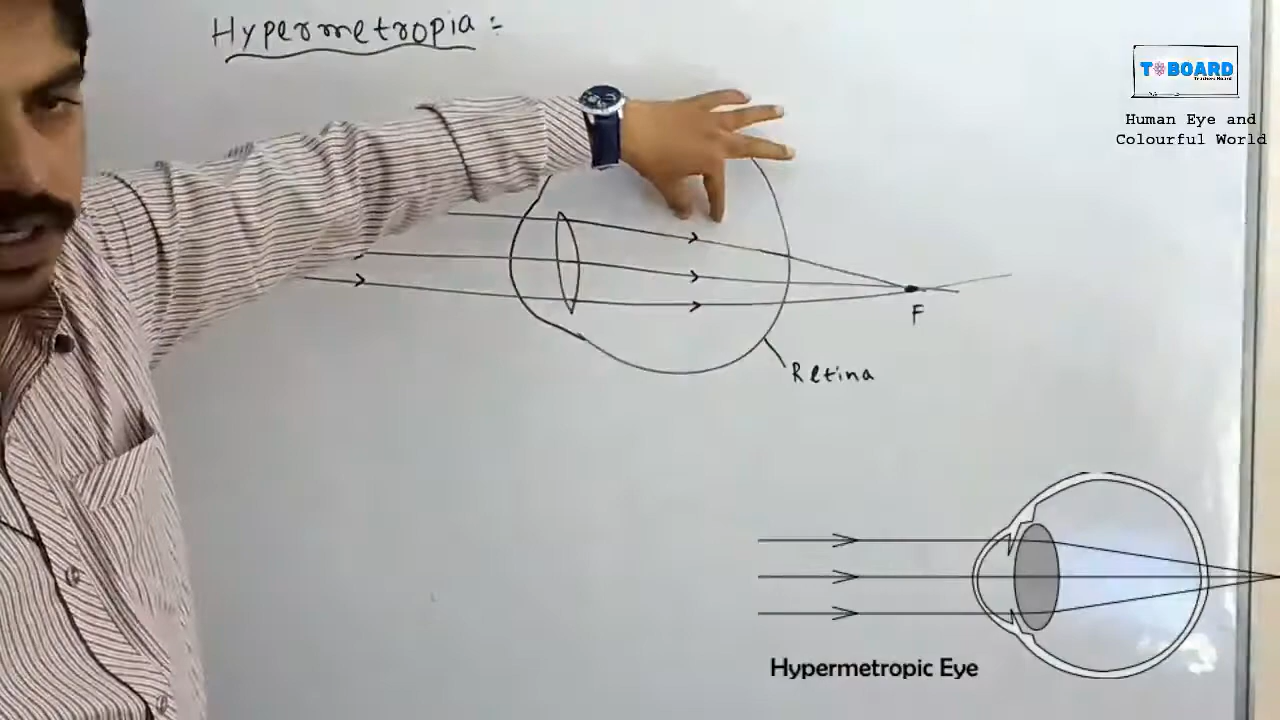 Hypermetropia :
T BOARD
Human Eye and
Colourful World
F
Retina
Hypermetropic Eye